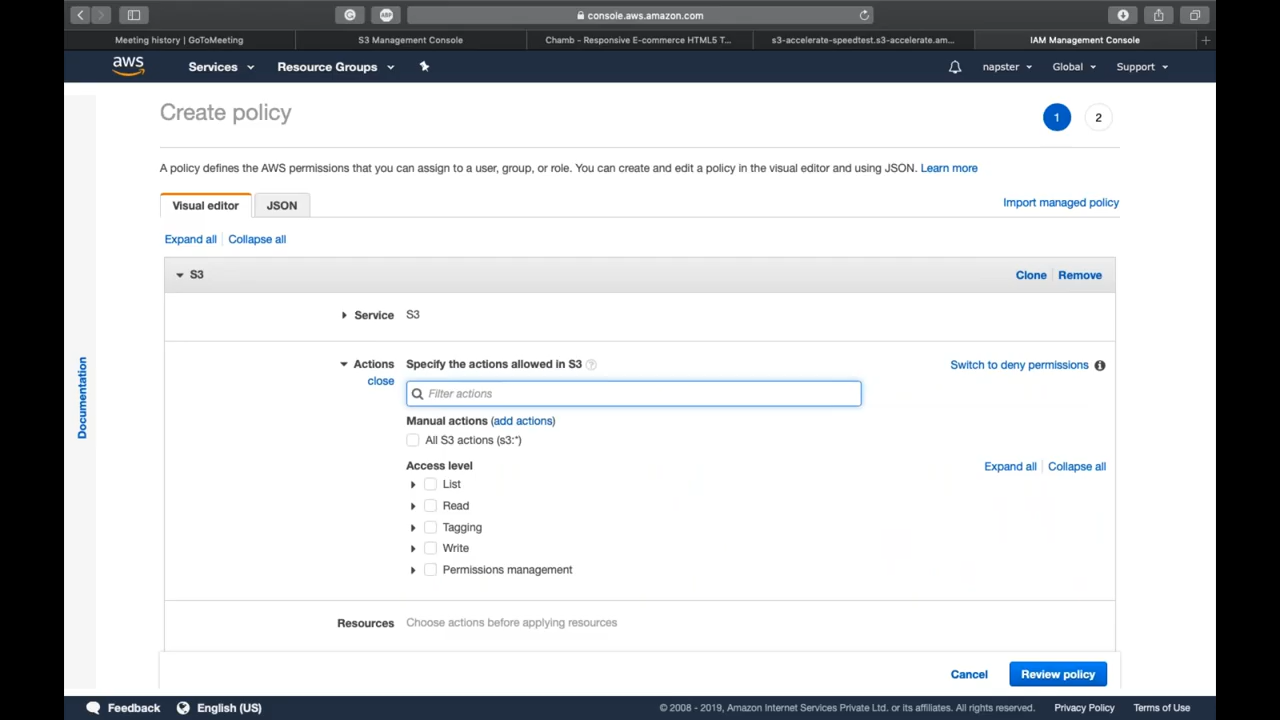 console.aws.amazon.com
Meeting history | GoToMeeting
S3 Management Console
Chamb - Responsive E-commerce HTML5 T...
s3-accelerate-speedtest.s3-accelerate.am...
IAM Management Console
aws Services Resource Groups napster Global Support
Create policy
1 2
A policy defines the AWS permissions that you can assign to a user, group, or role. You can create and edit a policy in the visual editor and using JSON. Learn more
Visual editor JSON Import managed policy
Expand all Collapse all
S3 Clone Remove
Service S3
Actions Specify the actions allowed in S3 ? Switch to deny permissions
close
Filter actions
Manual actions (add actions)
All S3 actions (s3:*)
Access level Expand all Collapse all
List
Read
Tagging
Write
Permissions management
Resources Choose actions before applying resources
Documentation
Cancel Review policy
Feedback English (US) © 2008 - 2019, Amazon Internet Services Private Ltd. or its affiliates. All rights reserved. Privacy Policy Terms of Use